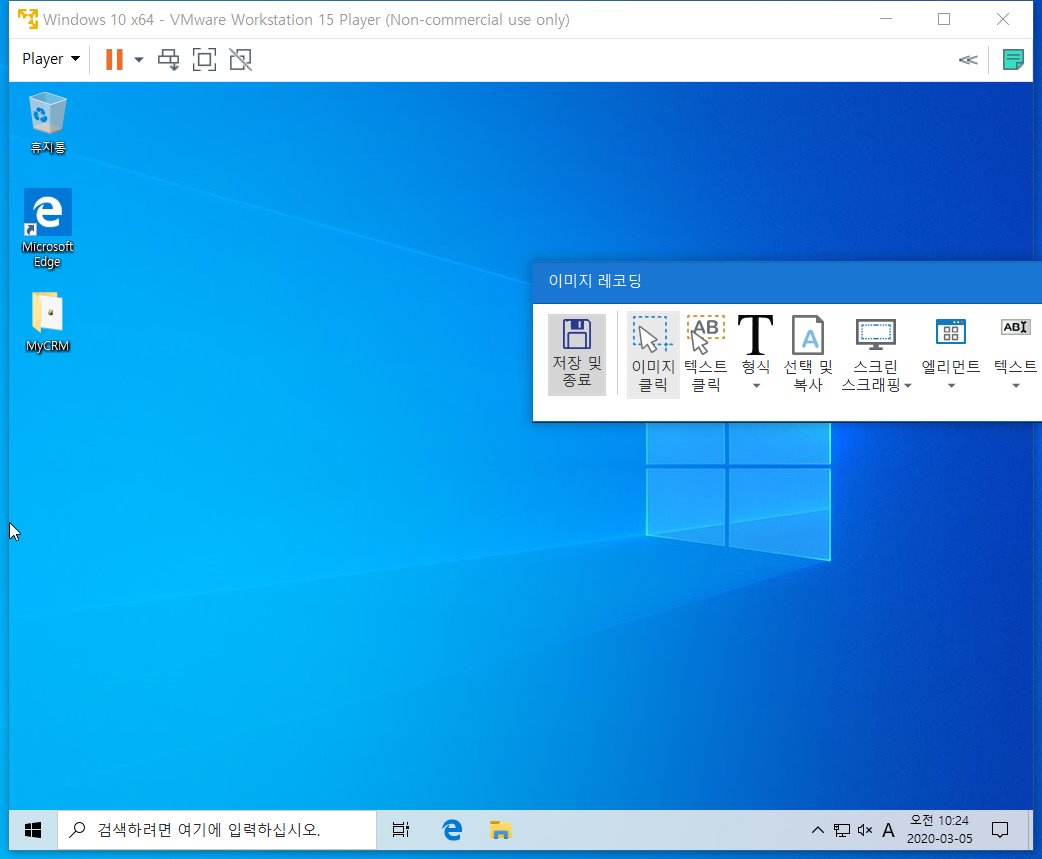 Windows 10 x64 - VMware Workstation 15 Player (Non-commercial use only)
Player
휴지통
Microsoft
Edge
MyCRM
이미지 레코딩
저장 및
종료
이미지
클릭
AB
텍스트
클릭
T
형식
A
선택 및
복사
스크린
스크래핑
엘리먼트
ABI
텍스트
검색하려면 여기에 입력하십시오.
A
오전 10:24
2020-03-05